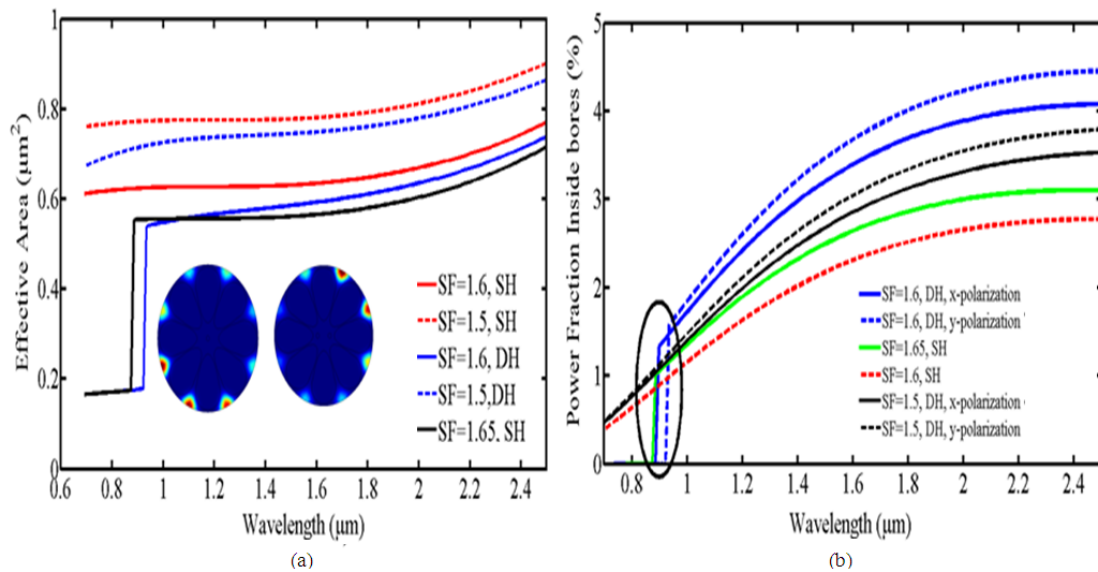 1
0.8
0.6
0.4
0.2
0
Effective Area (μm²)
SF=1.6, SH
SF=1.5, SH
SF=1.6, DH
SF=1.5,DH
SF=1.65. SH
0.6 0.8 1 1.2 1.4 1.6 1.8 2 2.2 2.4
Wavelength (μm)
(a)
5
4
3
2
1
0
Power Fraction Inside bores (%)
SF=1.6, DH, x-polarization
SF=1.6, DH, y-polarization
SF=1.65, SH
SF=1.6, SH
SF=1.5, DH, x-polarization
SF=1.5, DH, y-polarization
0.8 1 1.2 1.4 1.6 1.8 2 2.2 2.4
Wavelength (μm)
(b)